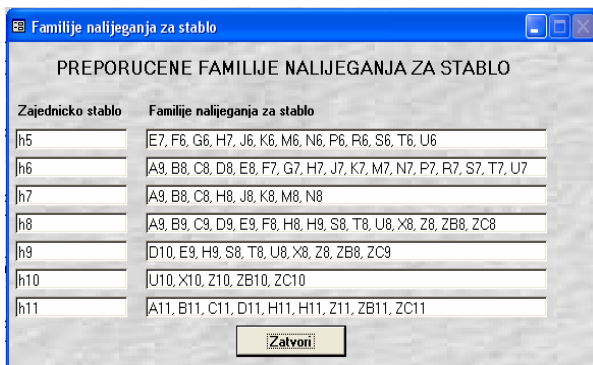 Familije nalijeganja za stablo
PREPORUCENE FAMILIJE NALIJEGANJA ZA STABLO
Zajednicko stablo Familije nalijeganja za stablo
h5 E7, F6, G6, H7, J6, K6, M6, N6, P6, R6, S6, T6, U6
h6 A9, B8, C8, D8, E8, F7, G7, H7, J7, K7, M7, N7, P7, R7, S7, T7, U7
h7 A9, B8, C8, H8, J8, K8, M8, N8
h8 A9, B9, C9, D9, E9, F8, H8, H9, S8, T8, U8, X8, Z8, ZB8, ZC8
h9 D10, E9, H9, S8, T8, U8, X8, Z8, ZB8, ZC9
h10 U10, X10, Z10, ZB10, ZC10
h11 A11, B11, C11, D11, H11, H11, Z11, ZB11, ZC11
Zatvori